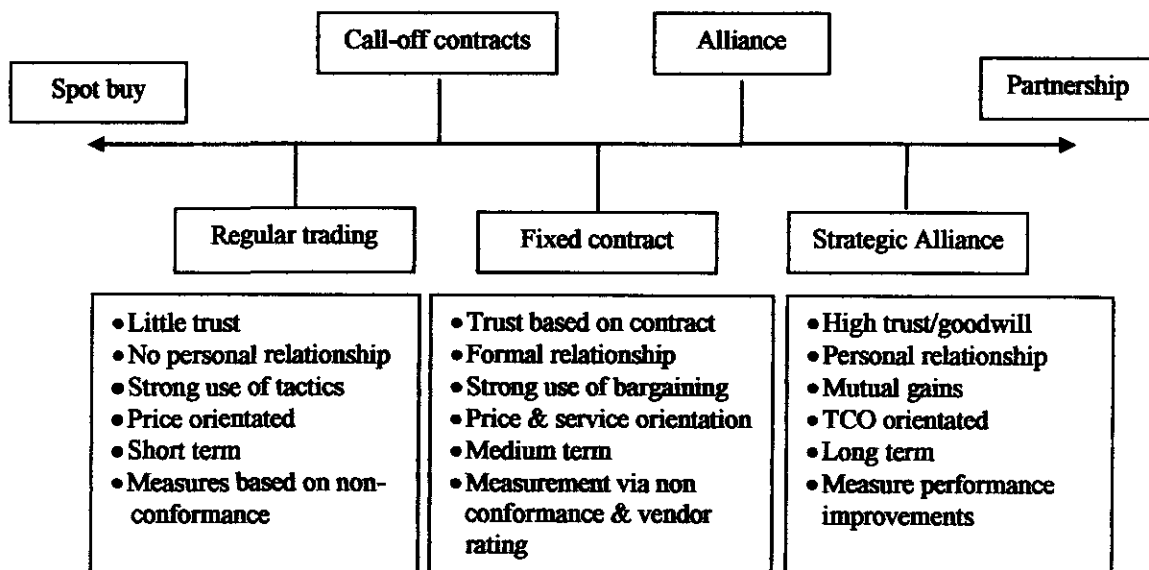 Call-off contracts
Alliance
Spot buy
Partnership
Regular trading
Fixed contract
Strategic Alliance
•Little trust
•No personal relationship
•Strong use of tactics
•Price orientated
•Short term
•Measures based on non-
conformance
•Trust based on contract
•Formal relationship
•Strong use of bargaining
•Price & service orientation
•Medium term
•Measurement via non
conformance & vendor
rating
•High trust/goodwill
•Personal relationship
•Mutual gains
•TCO orientated
•Long term
•Measure performance
improvements